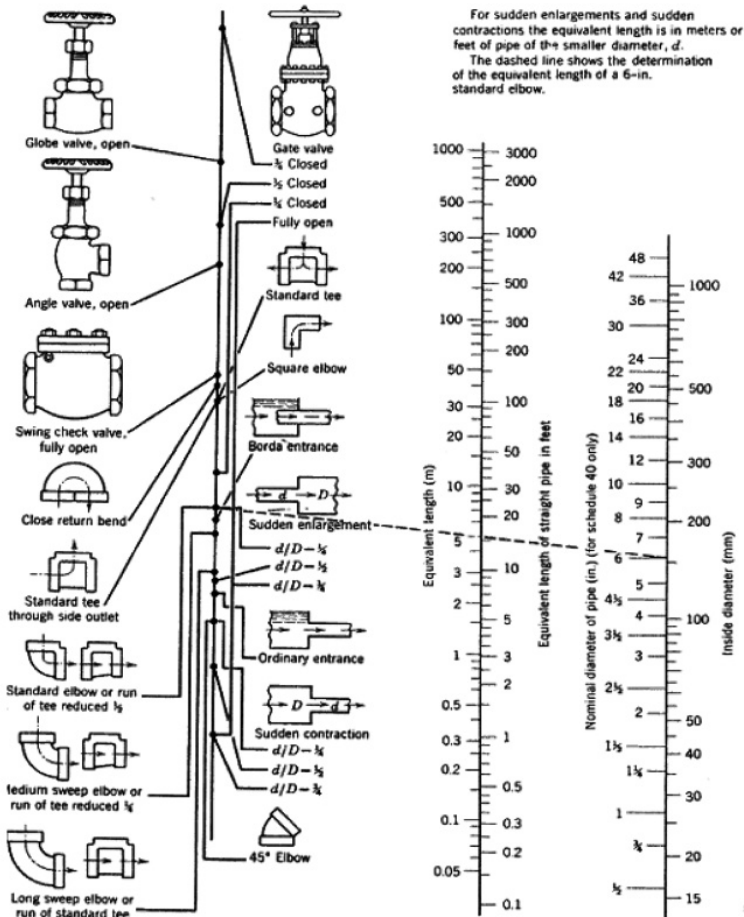 For sudden enlargements and sudden
contractions the equivalent length is in meters or
feet of pipe of the smaller diameter, d.
The dashed line shows the determination
of the equivalent length of a 6-in.
standard elbow.
Globe valve, open
Angle valve, open
Swing check valve,
fully open
Close return bend
Standard tee
through side outlet
Standard elbow or run
of tee reduced ½
Medium sweep elbow or
run of tee reduced ¼
Long sweep elbow or
run of standard tee
Gate valve
¾ Closed
½ Closed
¼ Closed
Fully open
Standard tee
Square elbow
Borda entrance
d
D
Sudden enlargement
d/D–¼
d/D–½
d/D–¾
Ordinary entrance
D
d
Sudden contraction
d/D–¼
d/D–½
d/D–¾
45° Elbow
Equivalent length (m)
1000
500
300
200
100
50
30
20
10
5
3
2
1
0.5
0.3
0.2
0.1
0.05
3000
2000
1000
500
300
200
100
50
30
20
10
5
3
2
1
0.5
0.3
0.2
0.1
Equivalent length of straight pipe in feet
Nominal diameter of pipe (in.) (for schedule 40 only)
48
42
36
30
24
22
20
18
16
14
12
10
9
8
7
6
5
4½
4
3½
3
2½
2
1½
1¼
1
¾
½
1000
500
300
200
100
50
40
30
20
15
Inside diameter (mm)